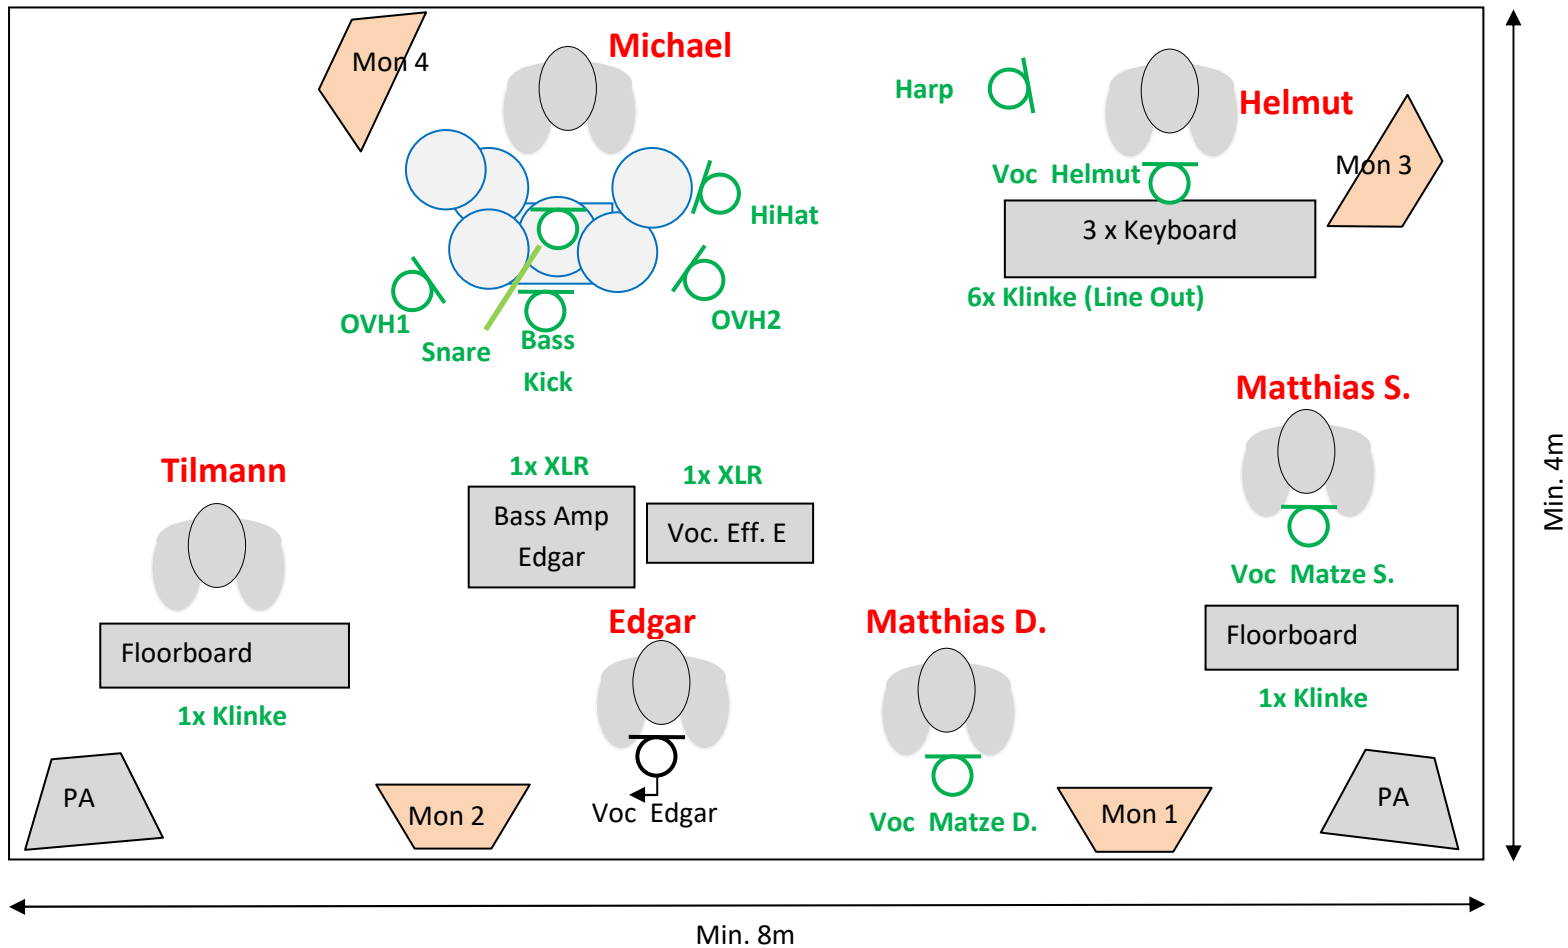 Michael
Mon 4
Harp
Helmut
Mon 3
Voc Helmut
HiHat
3 x Keyboard
6x Klinke (Line Out)
OVH1
OVH2
Snare
Bass
Kick
Matthias S.
Min. 4m
Tilmann
1x XLR
1x XLR
Bass Amp
Edgar
Voc. Eff. E
Voc Matze S.
Edgar
Matthias D.
Floorboard
Floorboard
1x Klinke
1x Klinke
PA
Mon 2
Voc Edgar
Voc Matze D.
Mon 1
PA
Min. 8m